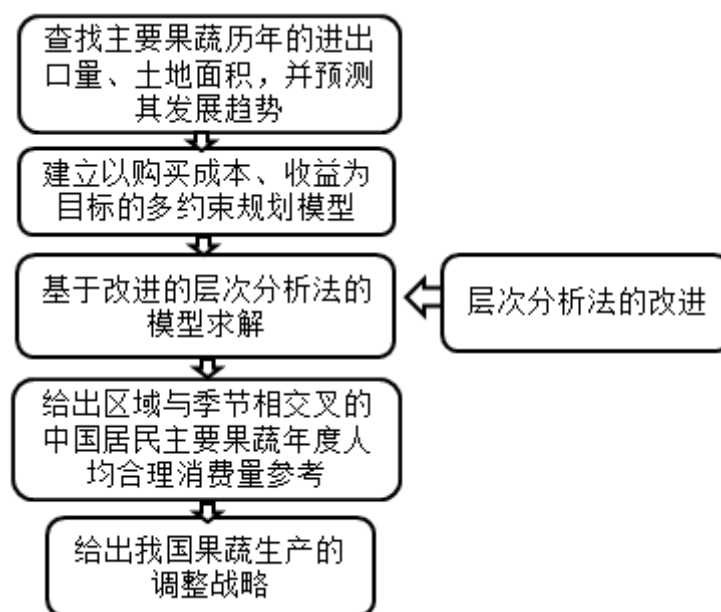 查找主要果蔬历年的进出
口量、土地面积，并预测
其发展趋势
建立以购买成本、收益为
目标的多约束规划模型
基于改进的层次分析法的
模型求解
层次分析法的改进
给出区域与季节相交叉的
中国居民主要果蔬年度人
均合理消费量参考
给出我国果蔬生产的
调整战略